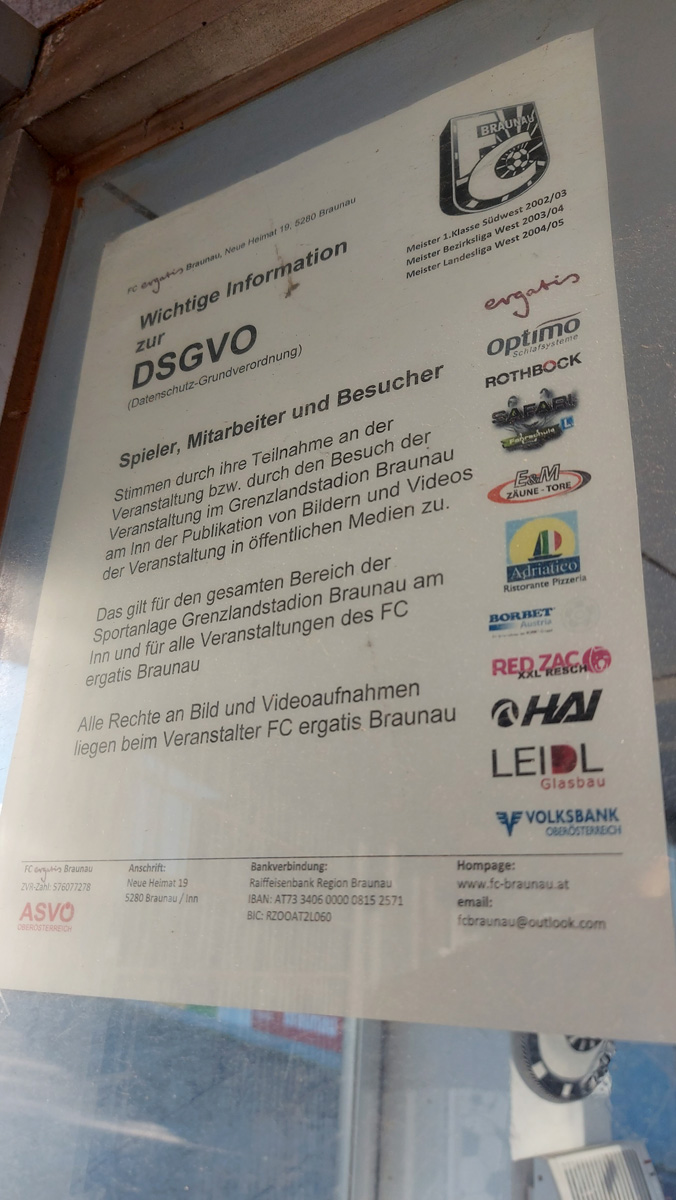 BRAUNAU
FC
Meister 1.Klasse Südwest 2002/03
Meister Bezirksliga West 2003/04
Meister Landesliga West 2004/05
FC ergatis Braunau, Neue Heimat 19, 5280 Braunau
Wichtige Information
zur
DSGVO
(Datenschutz-Grundverordnung)
Spieler, Mitarbeiter und Besucher
Stimmen durch ihre Teilnahme an der
Veranstaltung bzw. durch den Besuch der
Veranstaltung im Grenzlandstadion Braunau
am Inn der Publikation von Bildern und Videos
der Veranstaltung in öffentlichen Medien zu.
Das gilt für den gesamten Bereich der
Sportanlage Grenzlandstadion Braunau am
Inn und für alle Veranstaltungen des FC
ergatis Braunau
Alle Rechte an Bild und Videoaufnahmen
liegen beim Veranstalter FC ergatis Braunau
ergatis
optimo
Schlafsysteme
ROTHBÖCK
SAFARI
Fahrschule L
E&M
ZÄUNE - TORE
Adriatico
Ristorante Pizzeria
BORBET
Austria
RED ZAC
XXL RESCH
HAI
LEIDL
Glasbau
VOLKSBANK
OBERÖSTERREICH
FC ergatis Braunau
ZVR-Zahl: 576077278
ASVÖ
OBERÖSTERREICH
Anschrift:
Neue Heimat 19
5280 Braunau / Inn
Bankverbindung:
Raiffeisenbank Region Braunau
IBAN: AT73 3406 0000 0815 2571
BIC: RZOOAT2L060
Hompage:
www.fc-braunau.at
email:
fcbraunau@outlook.com